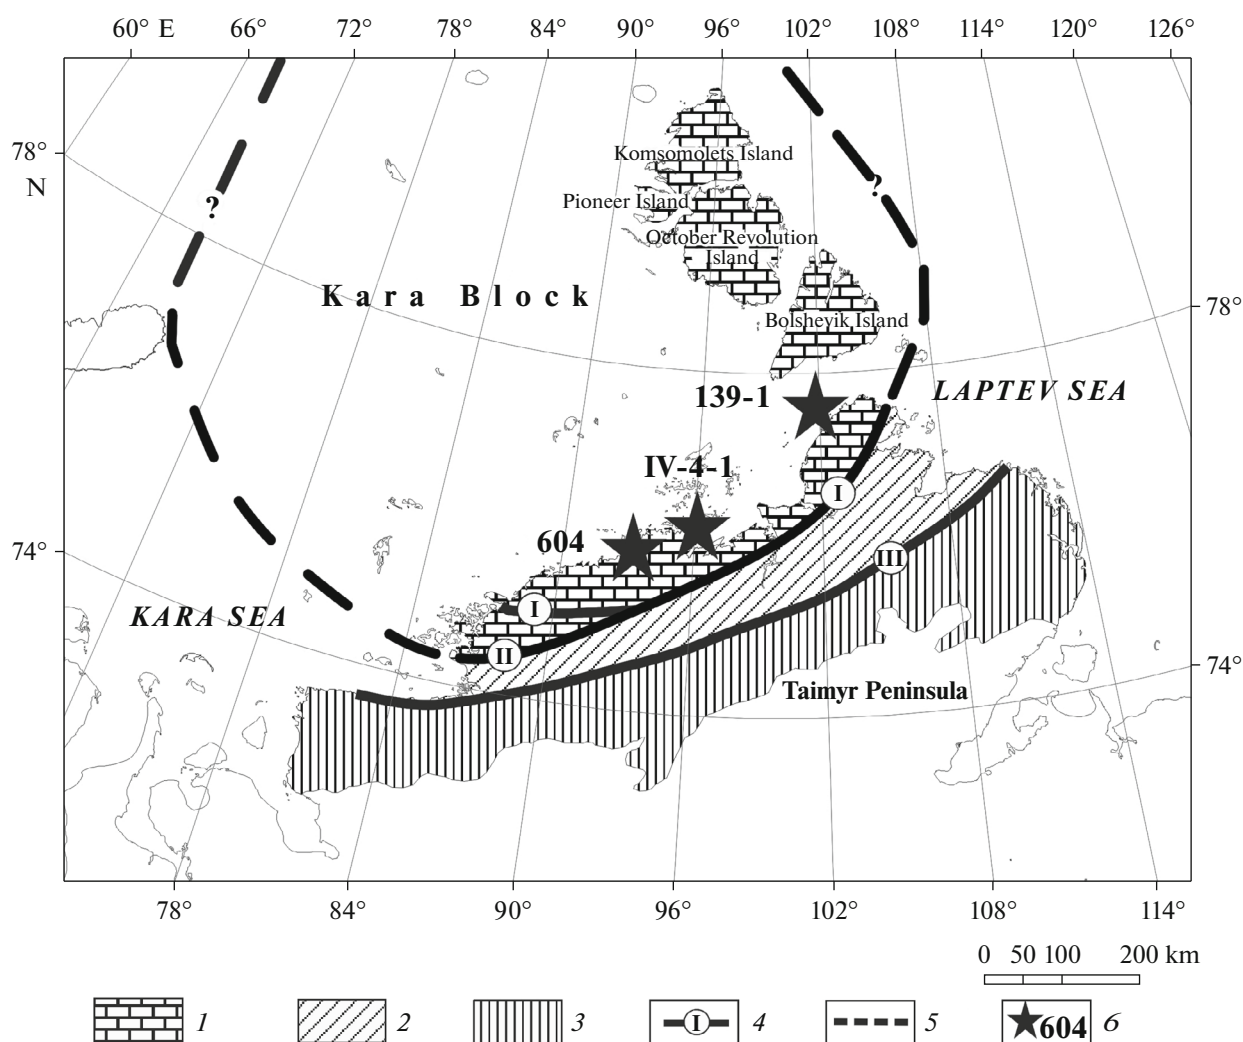 60° E 66° 72° 78° 84° 90° 96° 102° 108° 114° 120° 126°
78°
N
Komsomolets Island
Pioneer Island
?
?
October Revolution
Island
Kara Block
78°
Bolshevik Island
139-1
LAPTEV SEA
IV-4-1
I
604
74°
III
I
KARA SEA
II
74°
Taimyr Peninsula
78° 84° 90° 96° 102° 108° 114°
0 50 100 200 km
1 2 3 I 4 5 604 6